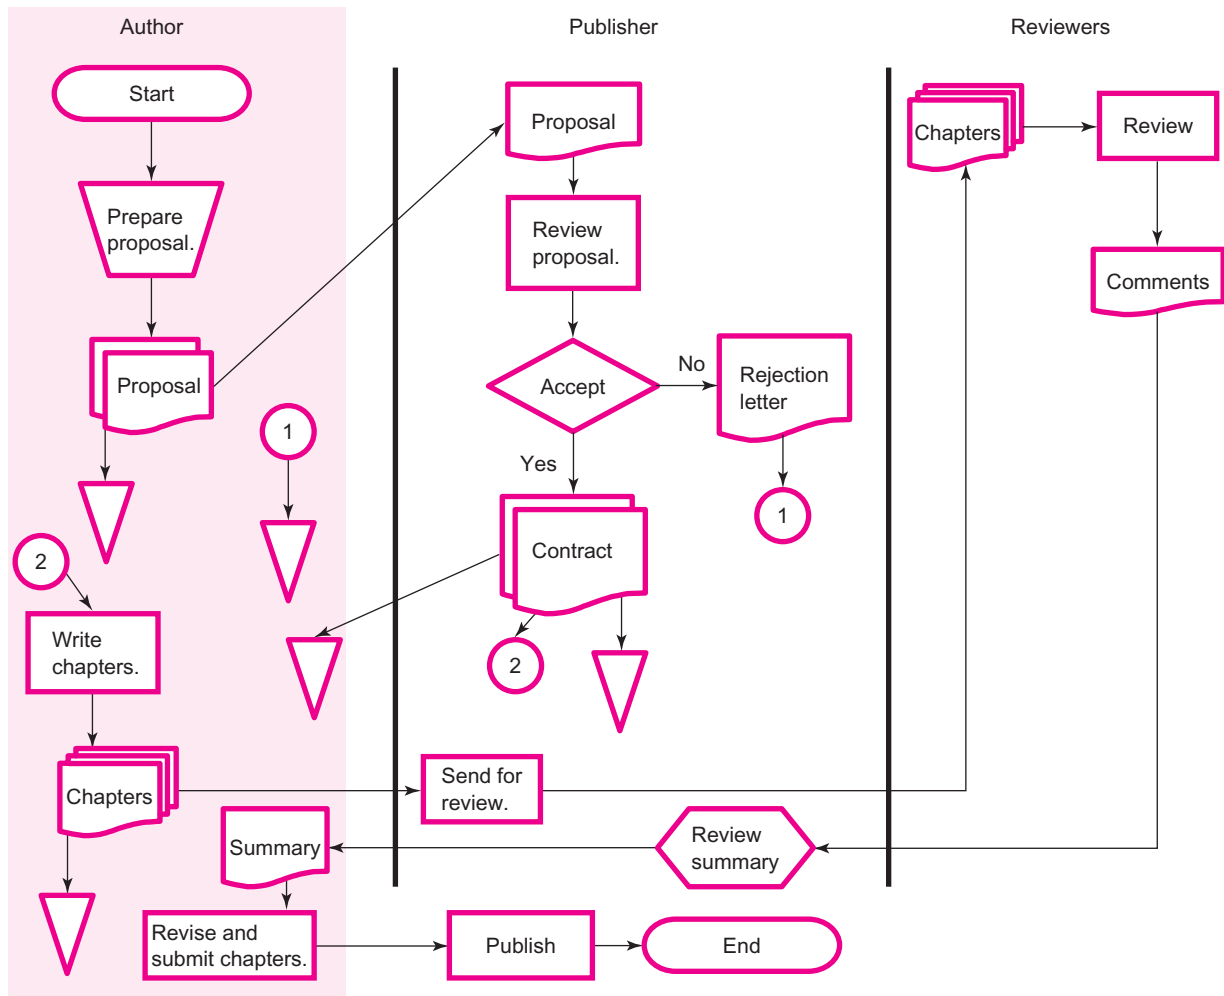 Author
Publisher
Reviewers
Start
Prepare
proposal.
Proposal
1
2
Write
chapters.
Chapters
Summary
Revise and
submit chapters.
Proposal
Review
proposal.
Accept
No
Rejection
letter
1
Yes
Contract
2
Send for
review.
Review
summary
Publish
End
Chapters
Review
Comments